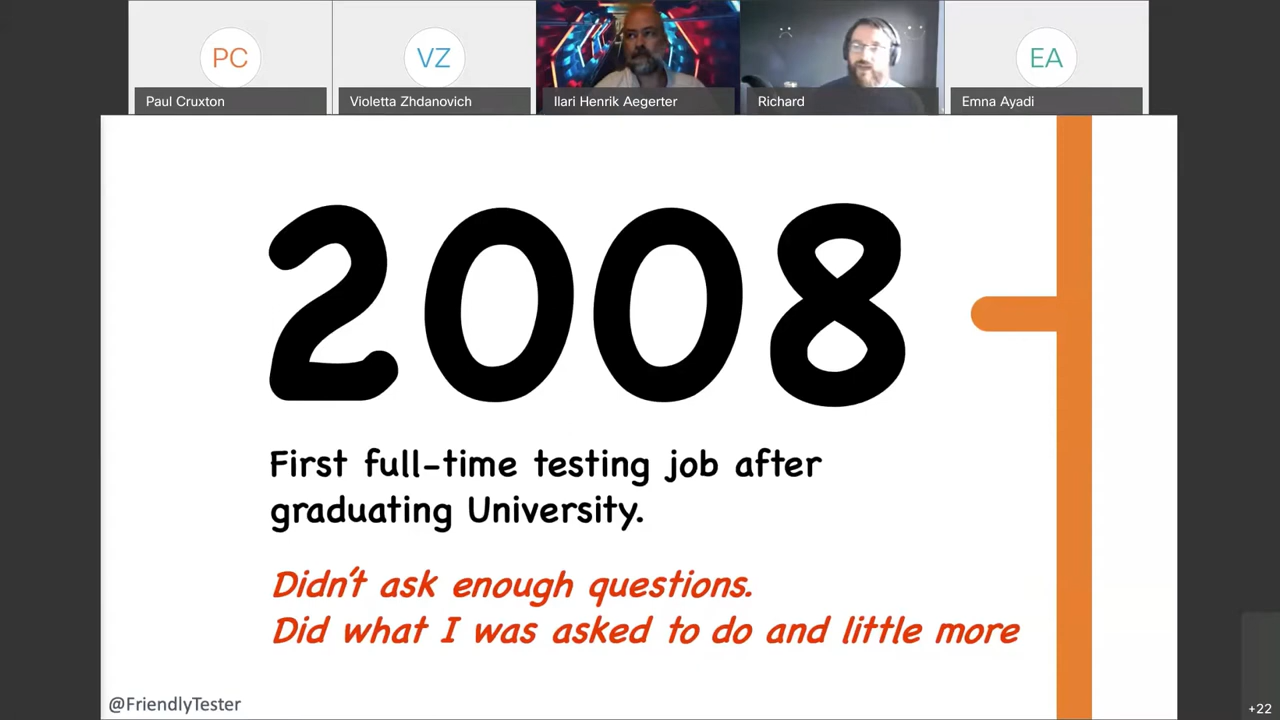 PC
VZ
EA
Paul Cruxton
Violetta Zhdanovich
Ilari Henrik Aegerter
Richard
Emna Ayadi
2008
First full-time testing job after
graduating University.
Didn't ask enough questions.
Did what I was asked to do and little more
@FriendlyTester
+22